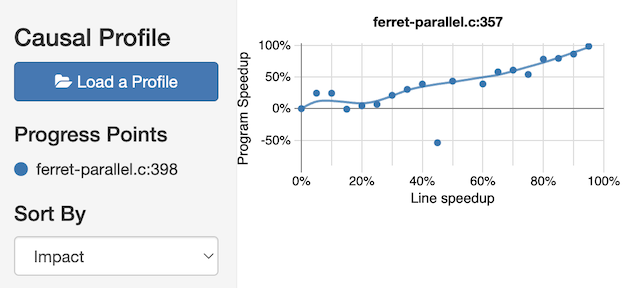 Causal Profile
Load a Profile
Progress Points
ferret-parallel.c:398
Sort By
Impact
ferret-parallel.c:357
Program Speedup
100%
50%
0%
-50%
0%
20%
40%
60%
80%
100%
Line speedup